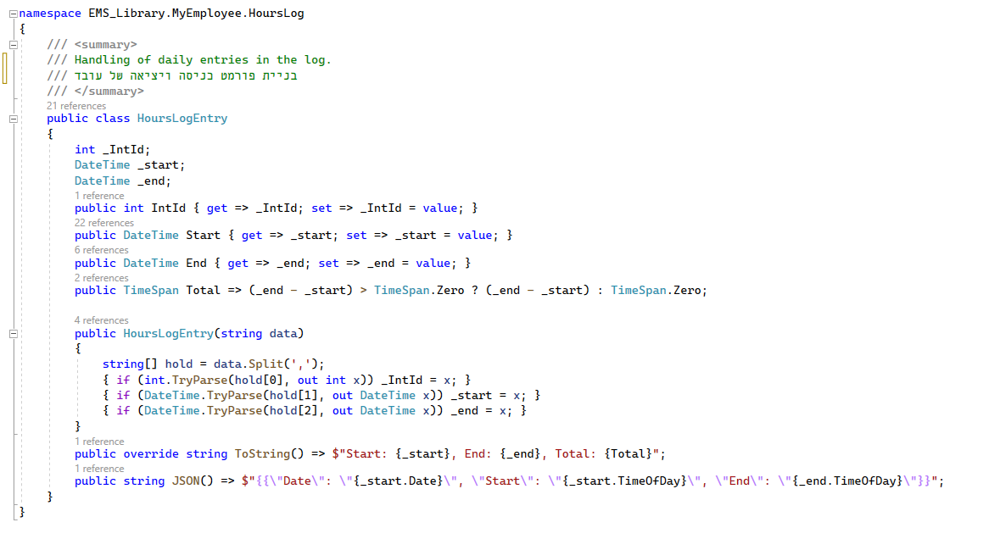 namespace EMS_Library.MyEmployee.HoursLog
{
/// <summary>
/// Handling of daily entries in the log.
/// בניית פורמט כניסה ויציאה של עובד
/// </summary>
21 references
public class HoursLogEntry
{
int _IntId;
DateTime _start;
DateTime _end;
1 reference
public int IntId { get => _IntId; set => _IntId = value; }
22 references
public DateTime Start { get => _start; set => _start = value; }
6 references
public DateTime End { get => _end; set => _end = value; }
2 references
public TimeSpan Total => (_end - _start) > TimeSpan.Zero ? (_end - _start) : TimeSpan.Zero;
4 references
public HoursLogEntry(string data)
{
string[] hold = data.Split(',');
{ if (int.TryParse(hold[0], out int x)) _IntId = x; }
{ if (DateTime.TryParse(hold[1], out DateTime x)) _start = x; }
{ if (DateTime.TryParse(hold[2], out DateTime x)) _end = x; }
}
1 reference
public override string ToString() => $"Start: {_start}, End: {_end}, Total: {Total}";
1 reference
public string JSON() => $"{{\"Date\": \"{_start.Date}\", \"Start\": \"{_start.TimeOfDay}\", \"End\": \"{_end.TimeOfDay}\"}}";
}
}